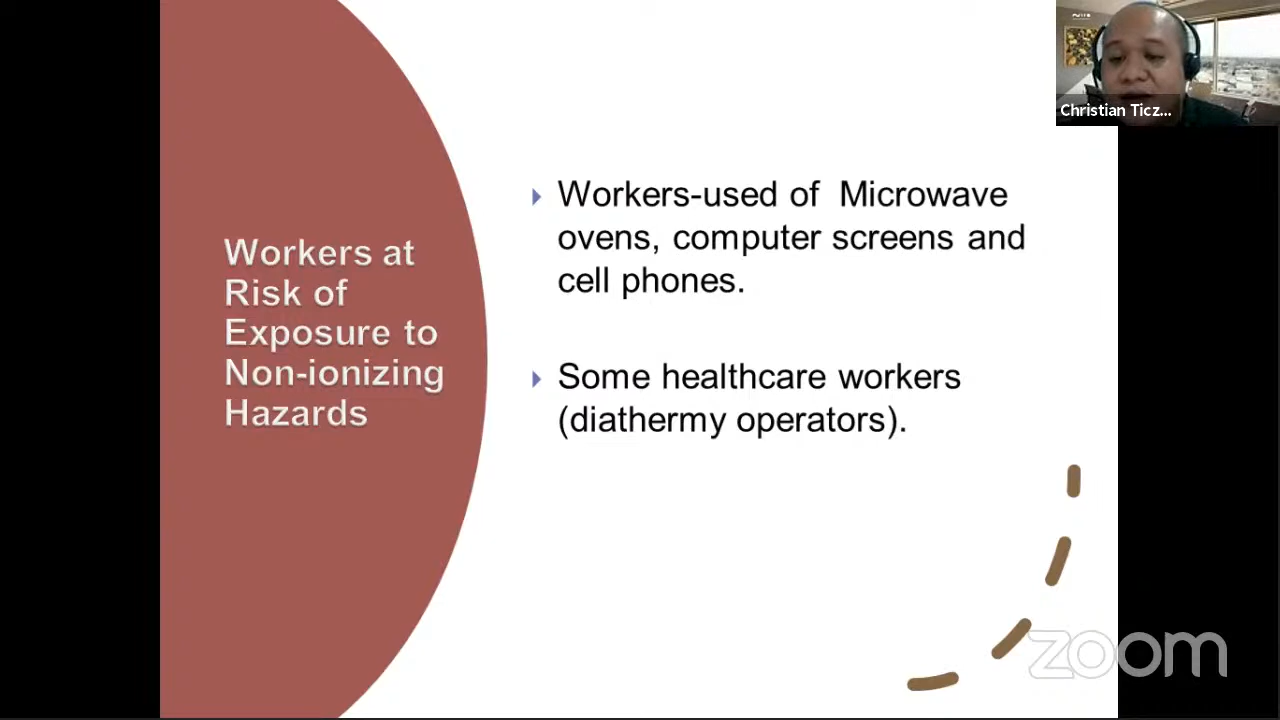 Christian Ticz...
Workers at
Risk of
Exposure to
Non-ionizing
Hazards
Workers-used of Microwave
ovens, computer screens and
cell phones.
Some healthcare workers
(diathermy operators).
zoom